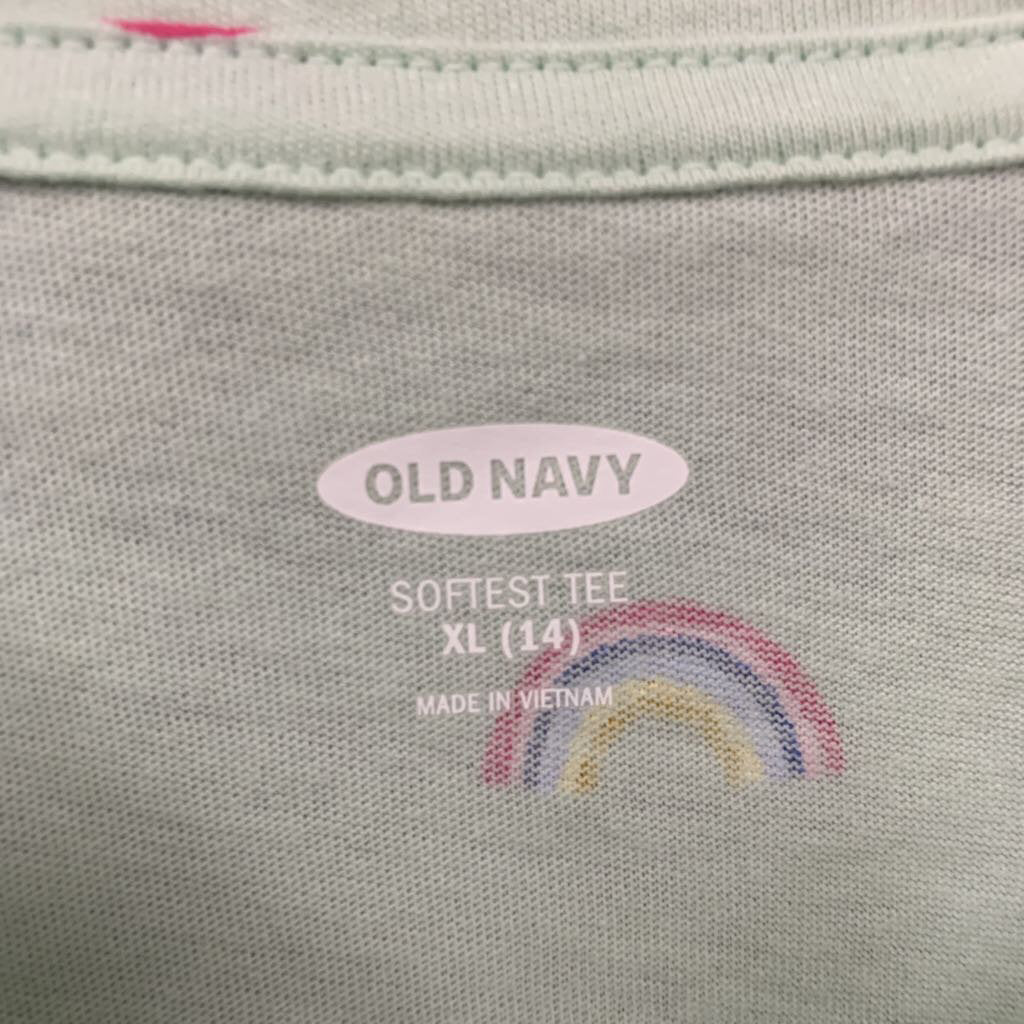 OLD NAVY
SOFTEST TEE
XL (14)
MADE IN VIETNAM